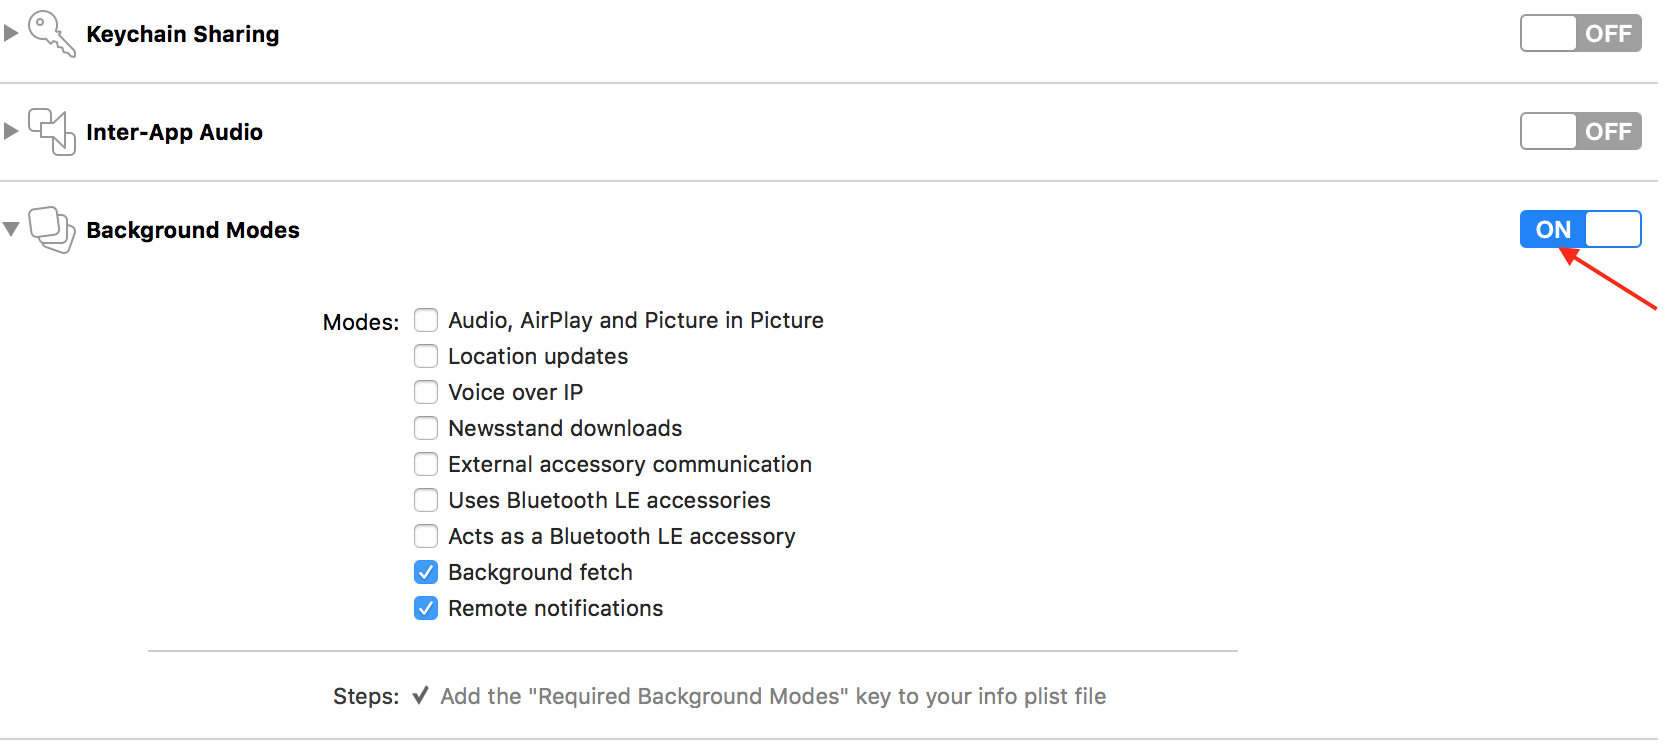 Keychain Sharing
OFF
Inter-App Audio
OFF
Background Modes
ON
Modes:
Audio, AirPlay and Picture in Picture
Location updates
Voice over IP
Newsstand downloads
External accessory communication
Uses Bluetooth LE accessories
Acts as a Bluetooth LE accessory
Background fetch
Remote notifications
Steps: ✓ Add the "Required Background Modes" key to your info plist file